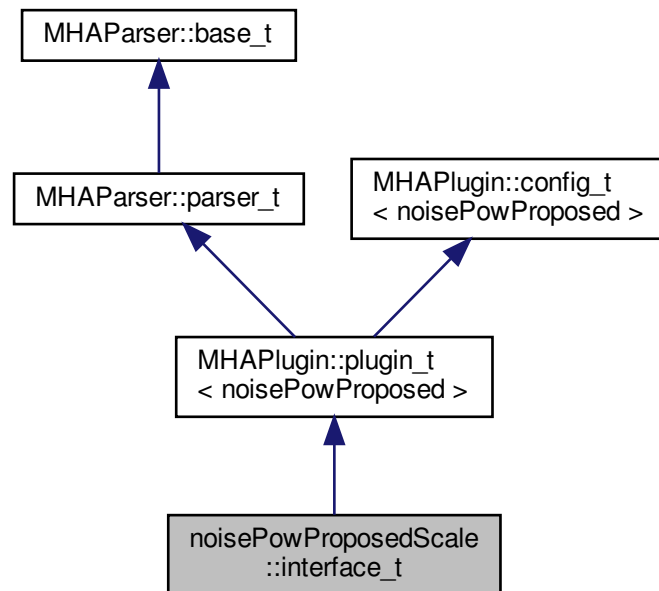 MHAParser::base_t
MHAParser::parser_t
MHAPlugin::config_t
< noisePowProposed >
MHAPlugin::plugin_t
< noisePowProposed >
noisePowProposedScale
::interface_t